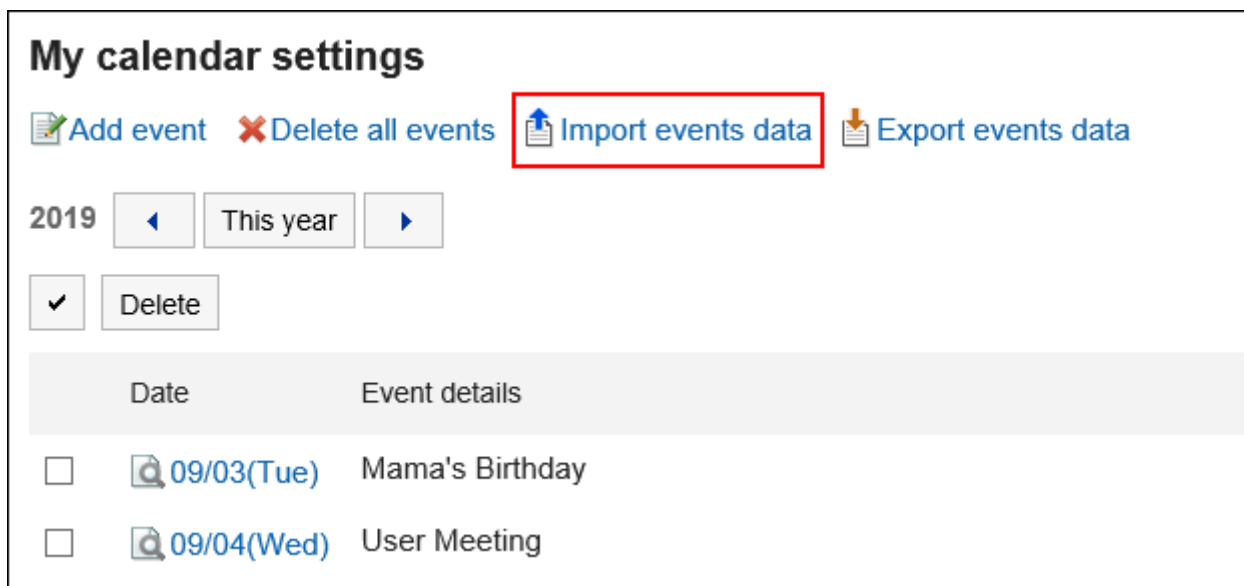 My calendar settings
Add event Delete all events Import events data Export events data
2019 This year
Delete
Date Event details
09/03(Tue) Mama's Birthday
09/04(Wed) User Meeting